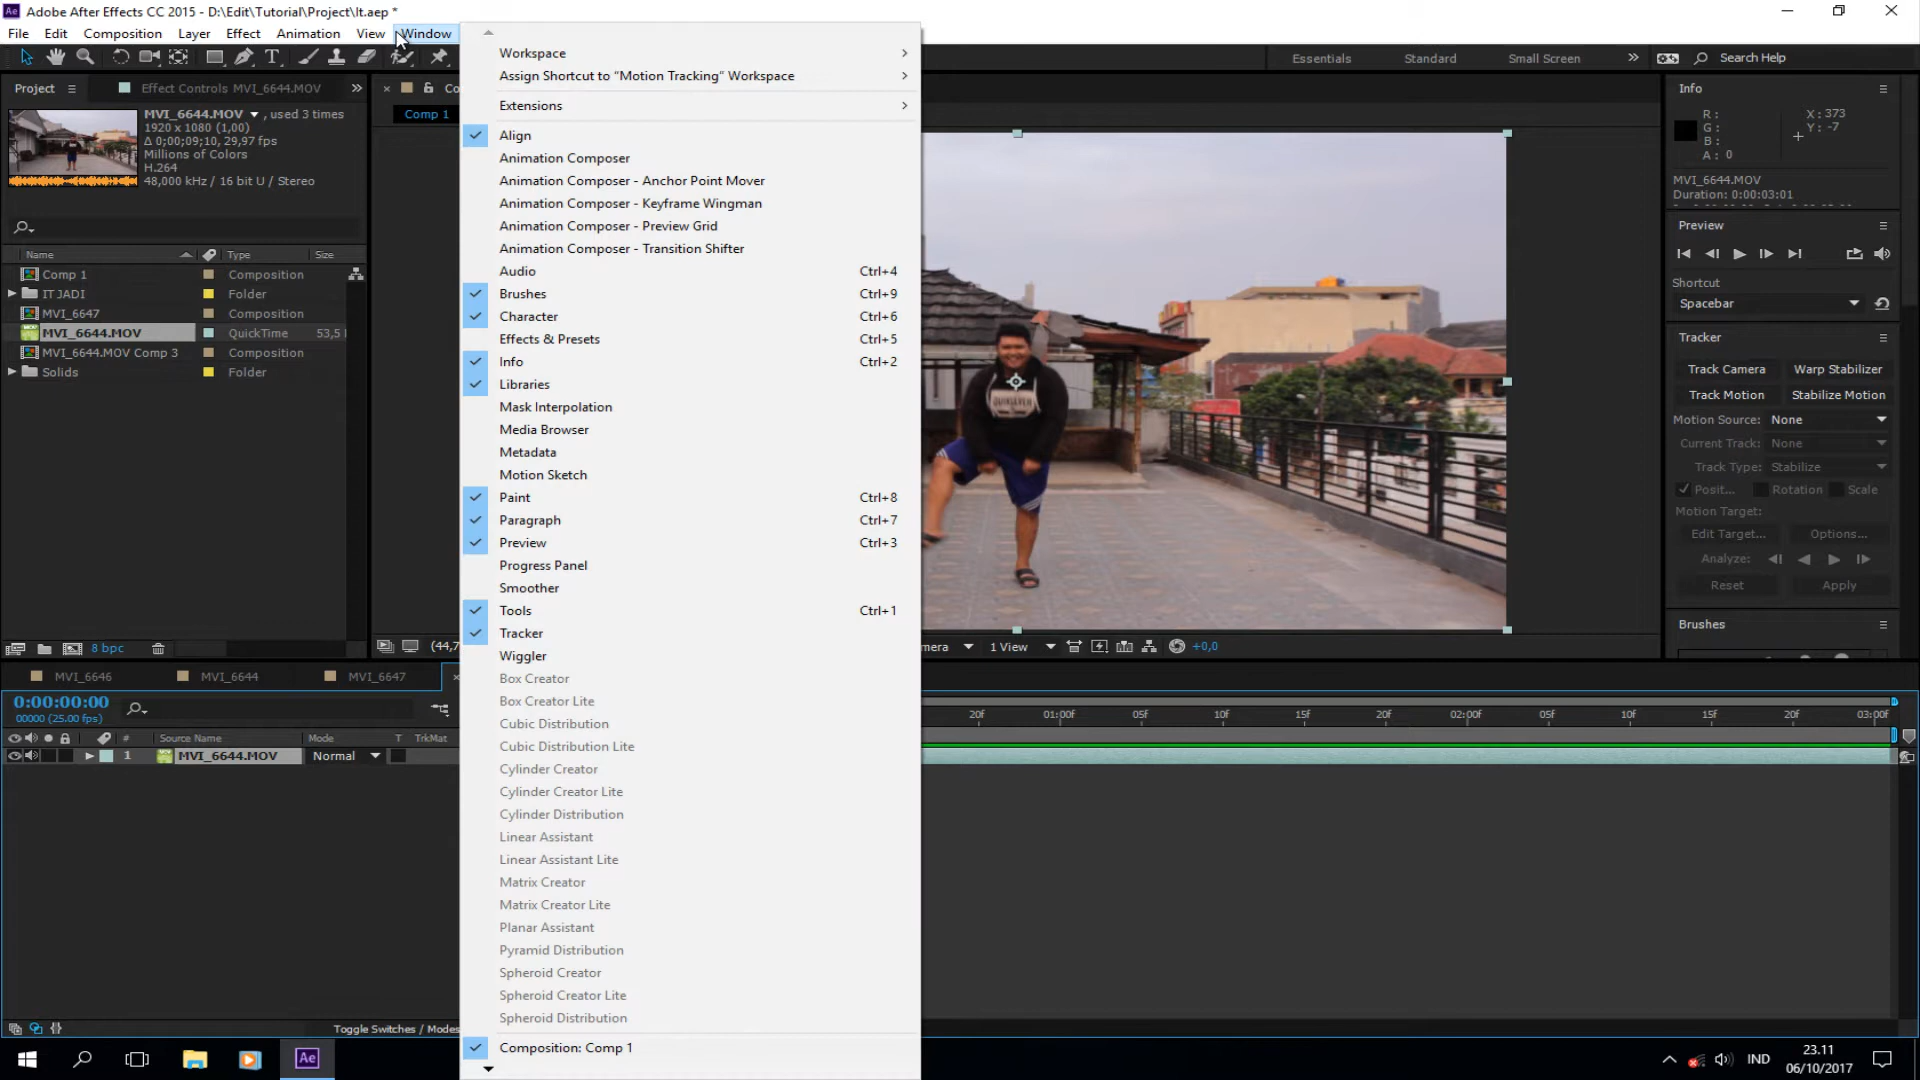 Ae Adobe After Effects CC 2015 - D:\Edit\Tutorial\Project\It.aep *
File Edit Composition Layer Effect Animation View Window
Essentials Standard Small Screen Search Help
Project Effect Controls MVI_6644.MOV
MVI_6644.MOV , used 3 times
1920 x 1080 (1,00)
Δ 0;00;09;10, 29,97 fps
Millions of Colors
H.264
48,000 kHz / 16 bit U / Stereo
Name Type Size
Comp 1 Composition
IT JADI Folder
MVI_6647 Composition
MVI_6644.MOV QuickTime 53,5
MVI_6644.MOV Comp 3 Composition
Solids Folder
8 bpc
Co
Comp 1
(44,7
Workspace
Assign Shortcut to "Motion Tracking" Workspace
Extensions
Align
Animation Composer
Animation Composer - Anchor Point Mover
Animation Composer - Keyframe Wingman
Animation Composer - Preview Grid
Animation Composer - Transition Shifter
Audio Ctrl+4
Brushes Ctrl+9
Character Ctrl+6
Effects & Presets Ctrl+5
Info Ctrl+2
Libraries
Mask Interpolation
Media Browser
Metadata
Motion Sketch
Paint Ctrl+8
Paragraph Ctrl+7
Preview Ctrl+3
Progress Panel
Smoother
Tools Ctrl+1
Tracker
Wiggler
Box Creator
Box Creator Lite
Cubic Distribution
Cubic Distribution Lite
Cylinder Creator
Cylinder Creator Lite
Cylinder Distribution
Linear Assistant
Linear Assistant Lite
Matrix Creator
Matrix Creator Lite
Planar Assistant
Pyramid Distribution
Spheroid Creator
Spheroid Creator Lite
Spheroid Distribution
Composition: Comp 1
QUIKSILVER
mera 1 View +0,0
Info
R :
G :
B :
A : 0
X : 373
Y : -7
MVI_6644.MOV
Duration: 0:00:03:01
Preview
Shortcut
Spacebar
Tracker
Track Camera Warp Stabilizer
Track Motion Stabilize Motion
Motion Source: None
Current Track: None
Track Type: Stabilize
Posit... Rotation Scale
Motion Target:
Edit Target... Options...
Analyze:
Reset Apply
Brushes
MVI_6646 MVI_6644 MVI_6647
0:00:00:00
00000 (25.00 fps)
# Source Name Mode T TrkMat
1 MVI_6644.MOV Normal
20f 01:00f 05f 10f 15f 20f 02:00f 05f 10f 15f 20f 03:00f
Toggle Switches / Modes
Ae
IND
23.11
06/10/2017